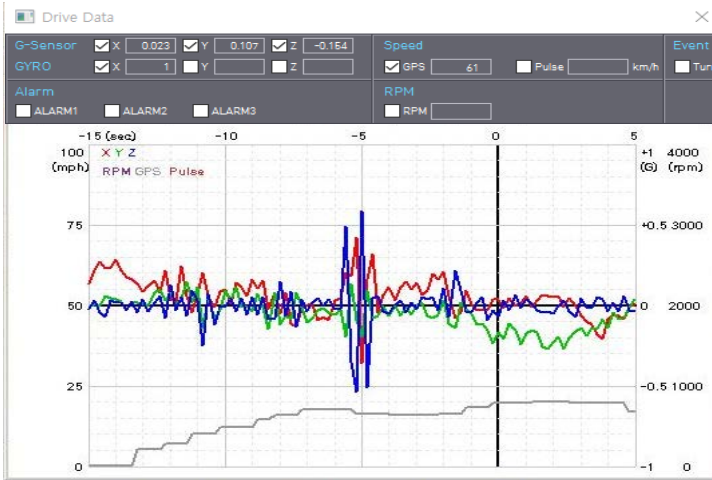 Drive Data
G-Sensor X 0.023 Y 0.107 Z -0.154 Speed Event
GYRO X 1 Y Z GPS 61 Pulse km/h Tur
Alarm RPM
ALARM1 ALARM2 ALARM3 RPM
-15 (sec) -10 -5 0 5
100 X Y Z +1 4000
(mph) (G) (rpm)
RPM GPS Pulse
75 +0.5 3000
50 0 2000
25 -0.5 1000
0 -1 0